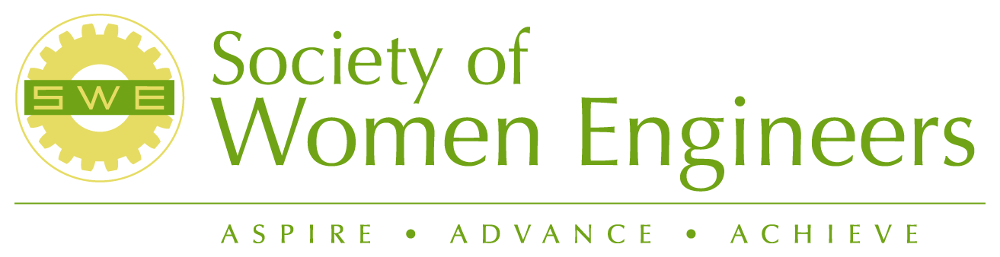 SWE
Society of
Women Engineers
ASPIRE • ADVANCE • ACHIEVE